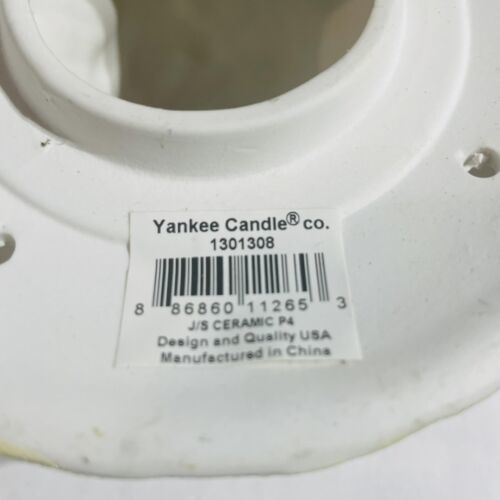 Yankee Candle® co.
1301308
8 86860 11265 3
J/S CERAMIC P4
Design and Quality USA
Manufactured in China